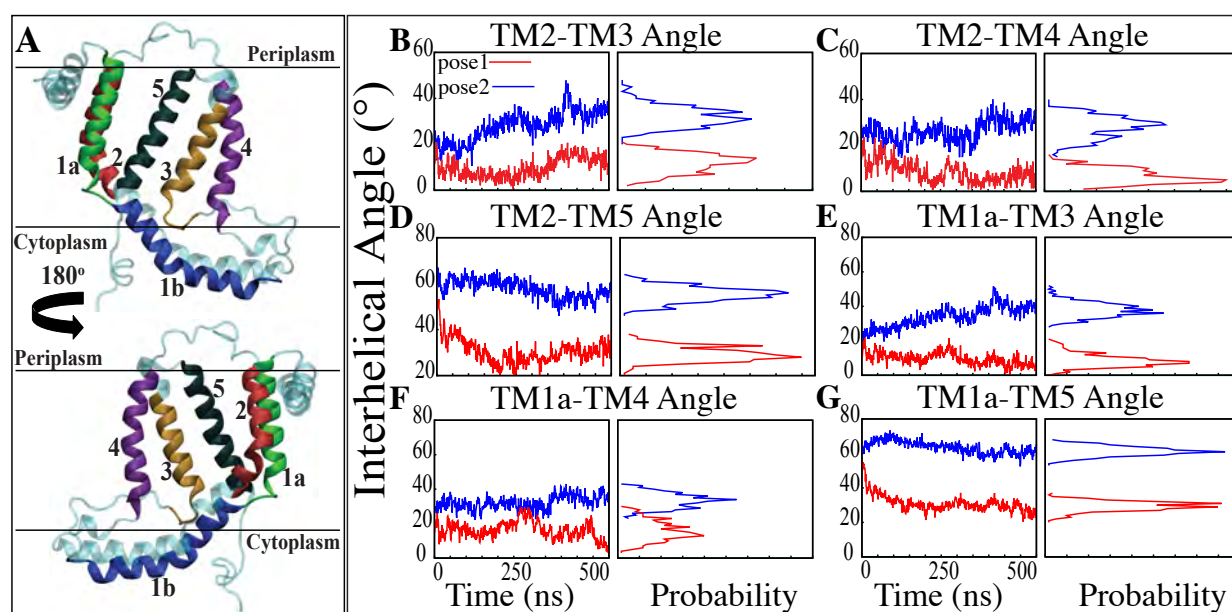 A
Periplasm
5
4
3
2
1a
Cytoplasm
1b
180°
Periplasm
5
2
4
3
1a
Cytoplasm
1b
Interhelical Angle (°)
B TM2-TM3 Angle
pose1
pose2
60
40
20
0
C TM2-TM4 Angle
60
40
20
0
D TM2-TM5 Angle
80
60
40
20
E TM1a-TM3 Angle
60
40
20
0
F TM1a-TM4 Angle
80
60
40
20
0
0 250 500
G TM1a-TM5 Angle
80
60
40
20
0
0 250 500
Time (ns) Probability Time (ns) Probability